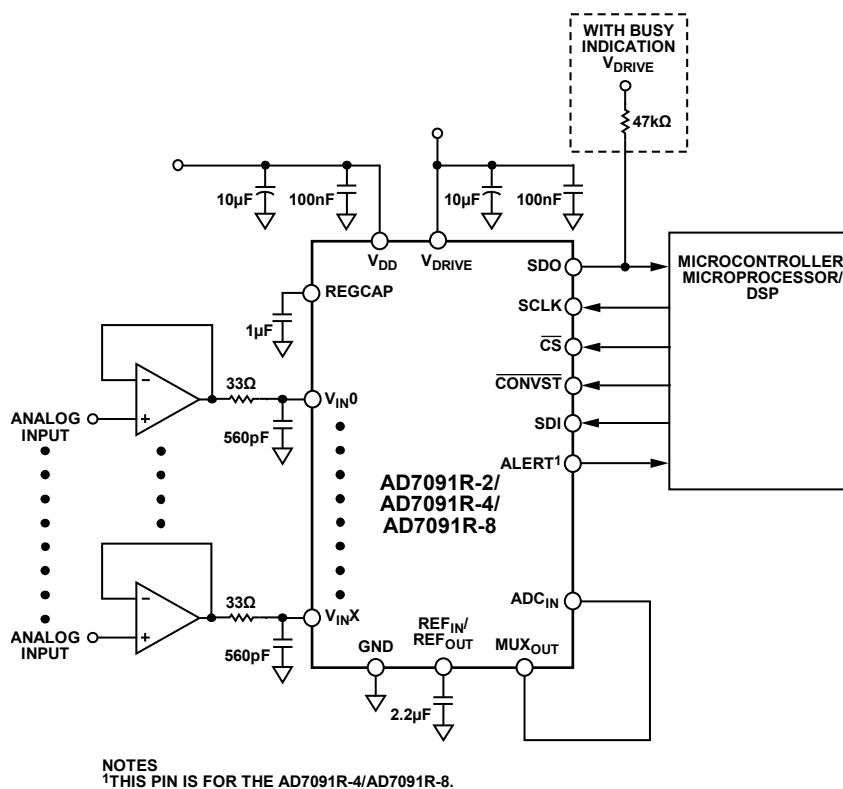 WITH BUSY
INDICATION
VDRIVE
47kΩ
10µF
100nF
10µF
100nF
VDD
VDRIVE
REGCAP
1µF
SDO
SCLK
CS
CONVST
SDI
ALERT1
MICROCONTROLLER/
MICROPROCESSOR/
DSP
33Ω
VIN0
560pF
ANALOG
INPUT
AD7091R-2/
AD7091R-4/
AD7091R-8
33Ω
VINX
560pF
ANALOG
INPUT
ADCIN
GND
REFIN/
REFOUT
MUXOUT
2.2µF
NOTES
1THIS PIN IS FOR THE AD7091R-4/AD7091R-8.